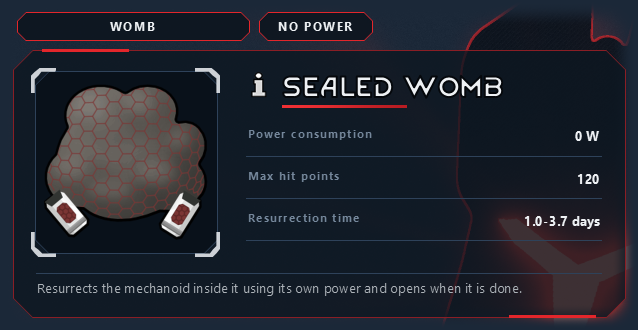 WOMB
NO POWER
i SEALED WOMB
Power consumption 0 W
Max hit points 120
Resurrection time 1.0-3.7 days
Resurrects the mechanoid inside it using its own power and opens when it is done.